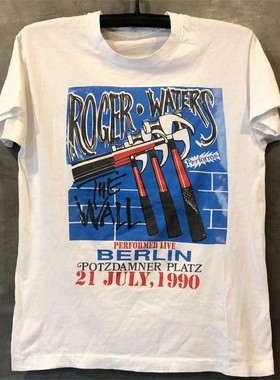 ROGER · WATERS
THE
WALL
PERFORMED LIVE
BERLIN
POTZDAMNER PLATZ
21 JULY, 1990